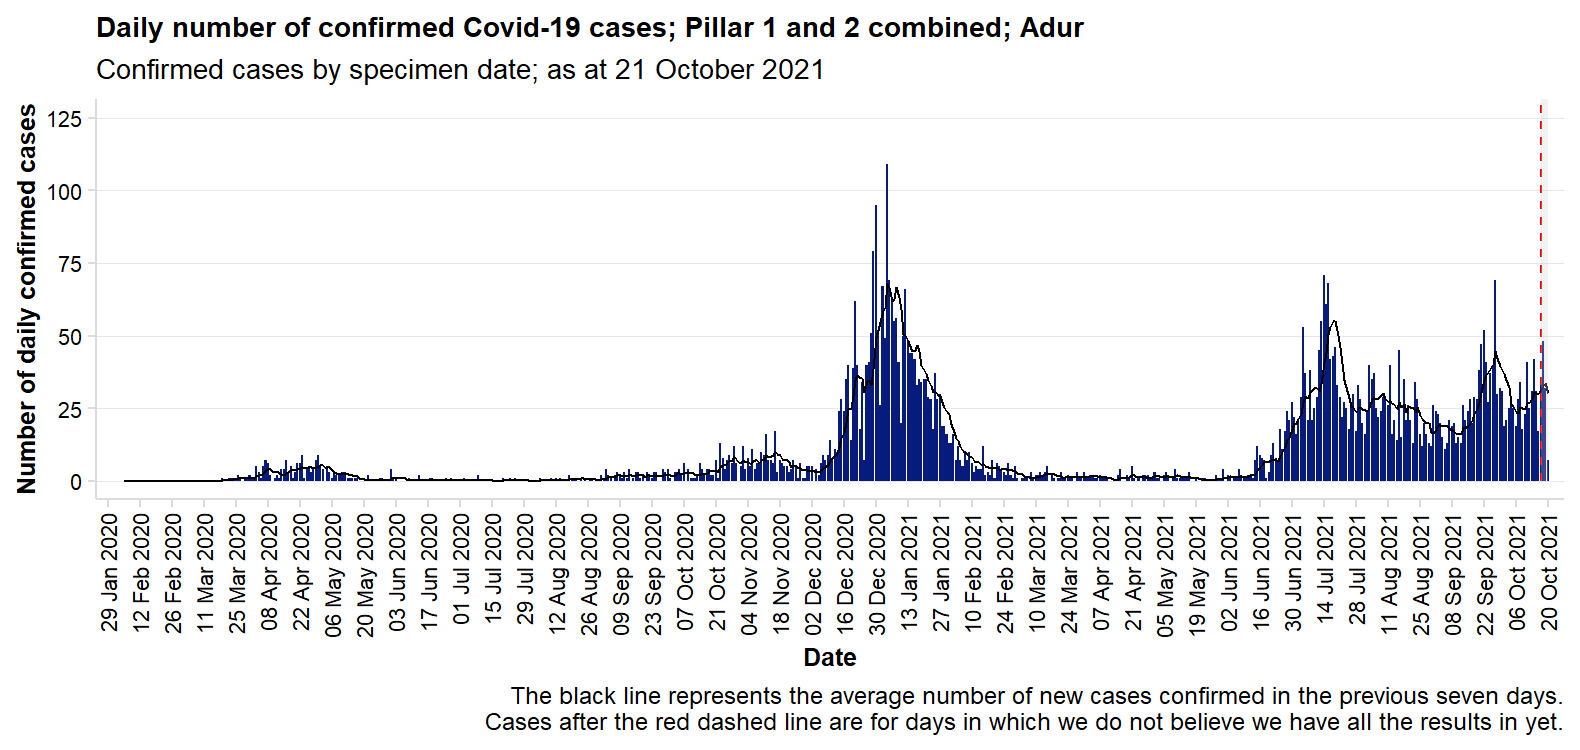 Daily number of confirmed Covid-19 cases; Pillar 1 and 2 combined; Adur
Confirmed cases by specimen date; as at 21 October 2021
Number of daily confirmed cases
125
100
75
50
25
0
29 Jan 2020
12 Feb 2020
26 Feb 2020
11 Mar 2020
25 Mar 2020
08 Apr 2020
22 Apr 2020
06 May 2020
20 May 2020
03 Jun 2020
17 Jun 2020
01 Jul 2020
15 Jul 2020
29 Jul 2020
12 Aug 2020
26 Aug 2020
09 Sep 2020
23 Sep 2020
07 Oct 2020
21 Oct 2020
04 Nov 2020
18 Nov 2020
02 Dec 2020
16 Dec 2020
30 Dec 2020
13 Jan 2021
27 Jan 2021
10 Feb 2021
24 Feb 2021
10 Mar 2021
24 Mar 2021
07 Apr 2021
21 Apr 2021
05 May 2021
19 May 2021
02 Jun 2021
16 Jun 2021
30 Jun 2021
14 Jul 2021
28 Jul 2021
11 Aug 2021
25 Aug 2021
08 Sep 2021
22 Sep 2021
06 Oct 2021
20 Oct 2021
Date
The black line represents the average number of new cases confirmed in the previous seven days.
Cases after the red dashed line are for days in which we do not believe we have all the results in yet.